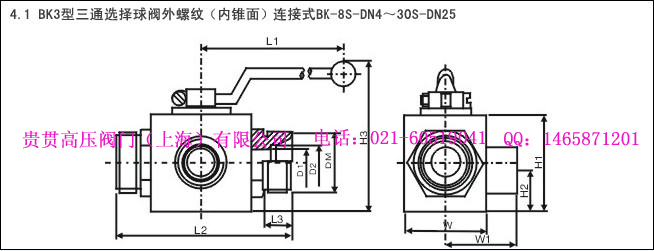 4.1 BK3型三通选择球阀外螺纹（内锥面）连接式BK-8S-DN4～30S-DN25
L1
H3
贵贯高压阀门（上海）有限公司 电话：021-60519041 QQ：1465871201
D1
D2
DM
H1
H2
L3
W
L2
W1